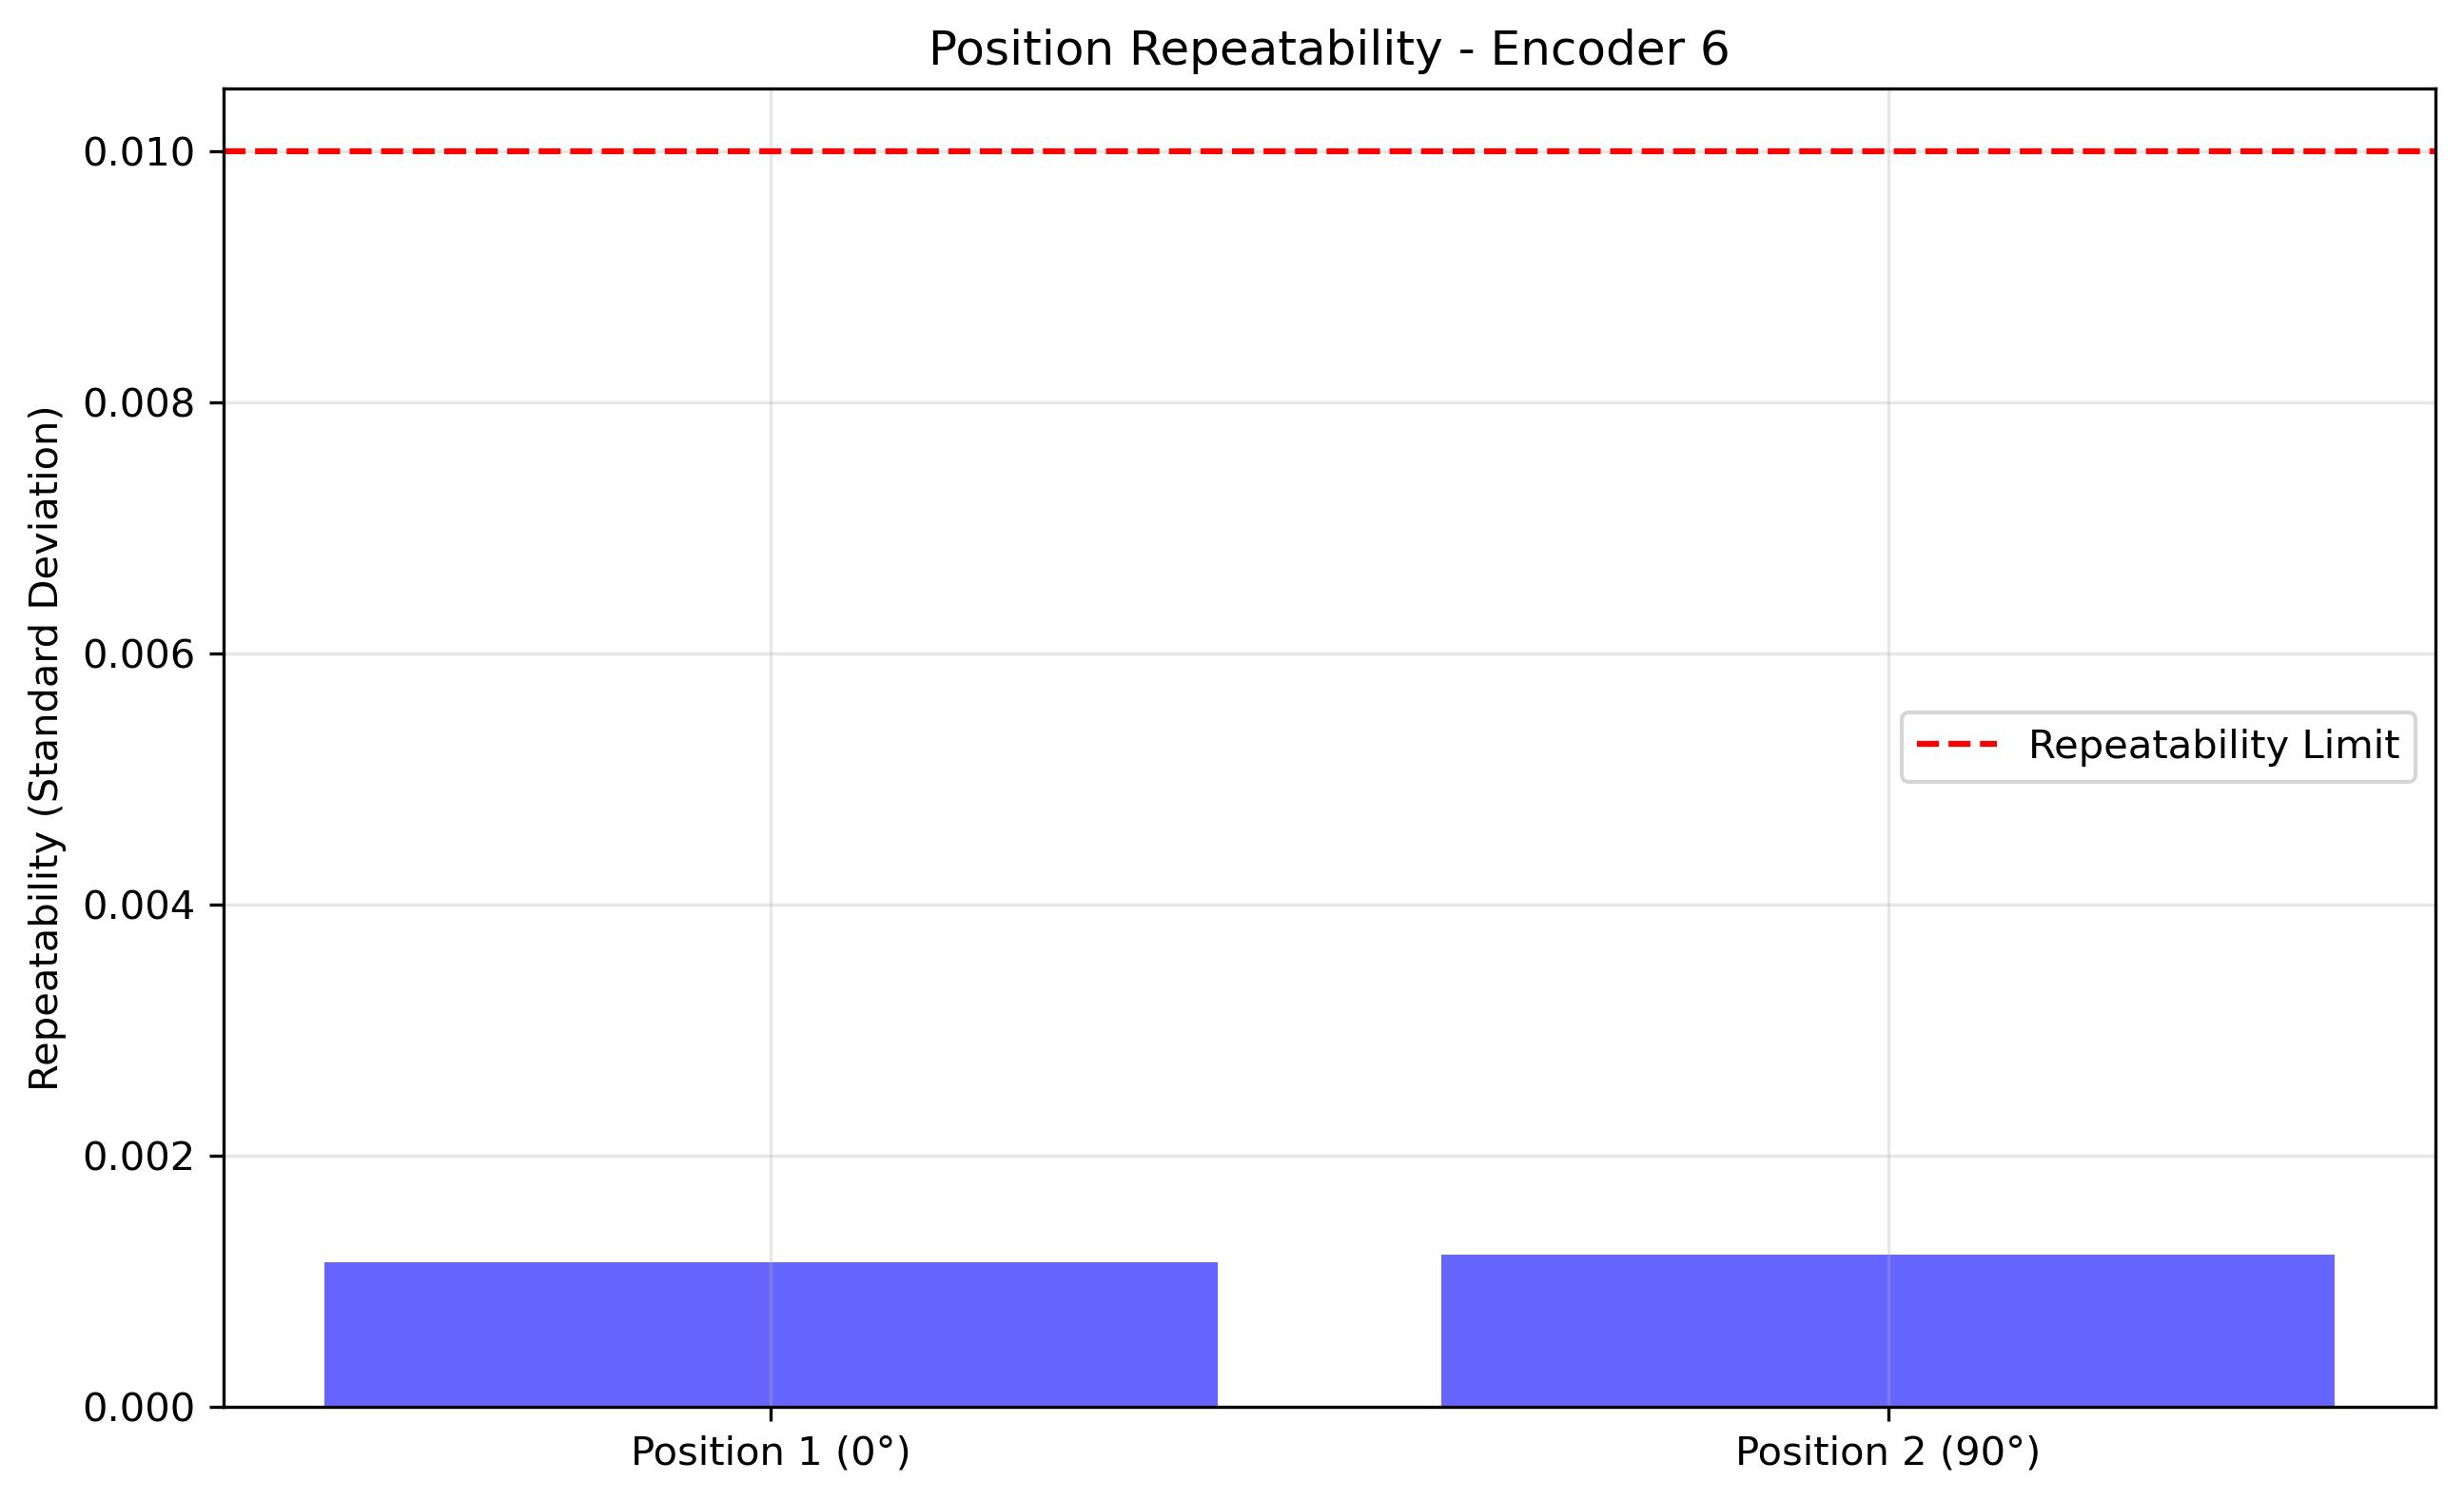 Position Repeatability - Encoder 6
Repeatability (Standard Deviation)
0.010
0.008
0.006
0.004
0.002
0.000
Repeatability Limit
Position 1 (0°)
Position 2 (90°)